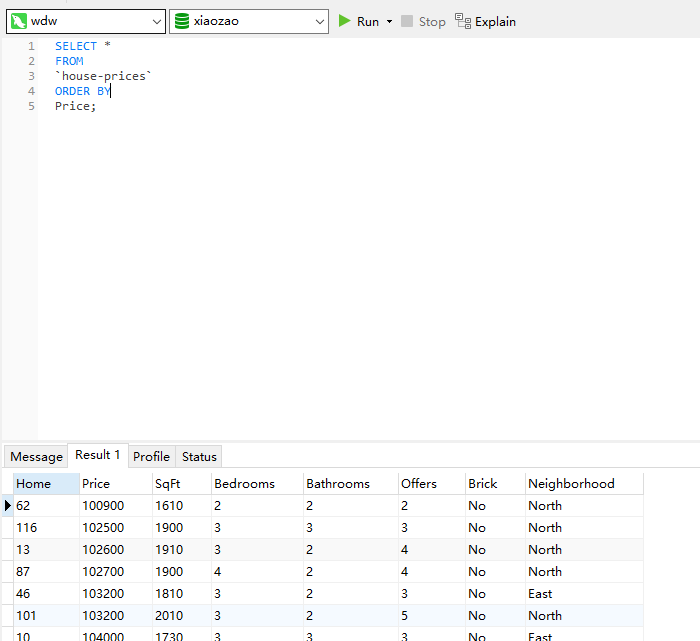 wdw xiaozao Run Stop Explain
1 SELECT *
2 FROM
3 `house-prices`
4 ORDER BY
5 Price;
Message Result 1 Profile Status
Home Price SqFt Bedrooms Bathrooms Offers Brick Neighborhood
62 100900 1610 2 2 2 No North
116 102500 1900 3 3 3 No North
13 102600 1910 3 2 4 No North
87 102700 1900 4 2 4 No North
46 103200 1810 3 2 3 No East
101 103200 2010 3 2 5 No North
10 104000 1730 3 3 3 No East